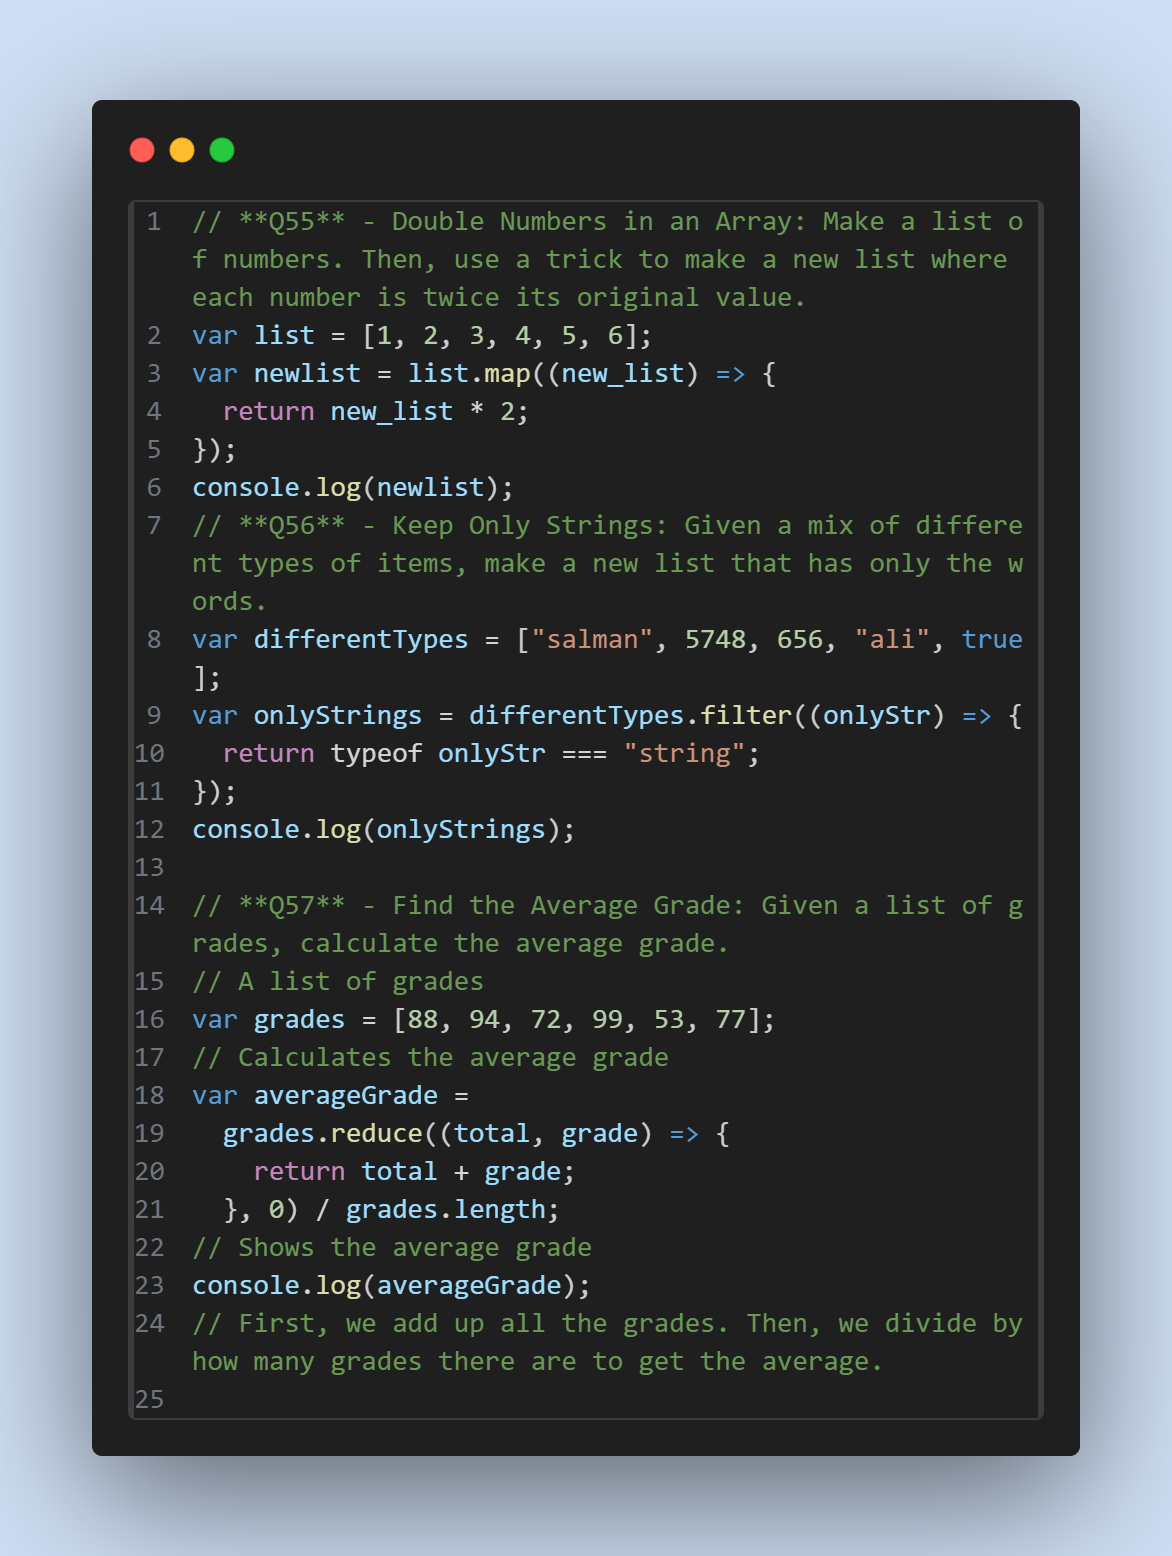 1 // **Q55** - Double Numbers in an Array: Make a list o
f numbers. Then, use a trick to make a new list where
each number is twice its original value.
2 var list = [1, 2, 3, 4, 5, 6];
3 var newlist = list.map((new_list) => {
4   return new_list * 2;
5 });
6 console.log(newlist);
7 // **Q56** - Keep Only Strings: Given a mix of differe
nt types of items, make a new list that has only the w
ords.
8 var differentTypes = ["salman", 5748, 656, "ali", true
];
9 var onlyStrings = differentTypes.filter((onlyStr) => {
10   return typeof onlyStr === "string";
11 });
12 console.log(onlyStrings);
13
14 // **Q57** - Find the Average Grade: Given a list of g
rades, calculate the average grade.
15 // A list of grades
16 var grades = [88, 94, 72, 99, 53, 77];
17 // Calculates the average grade
18 var averageGrade =
19   grades.reduce((total, grade) => {
20     return total + grade;
21   }, 0) / grades.length;
22 // Shows the average grade
23 console.log(averageGrade);
24 // First, we add up all the grades. Then, we divide by
how many grades there are to get the average.
25